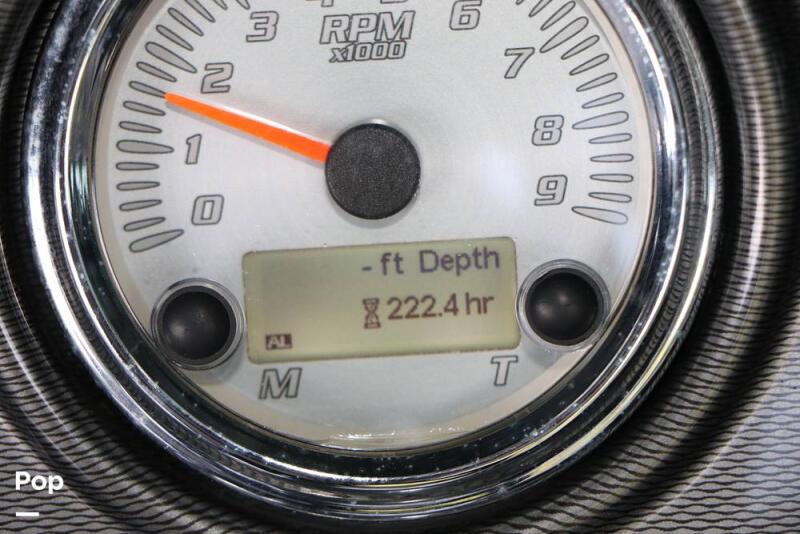 3
6
RPM
x1000
2
7
1
8
0
9
- ft Depth
222.4 hr
AL
M
T
Pop